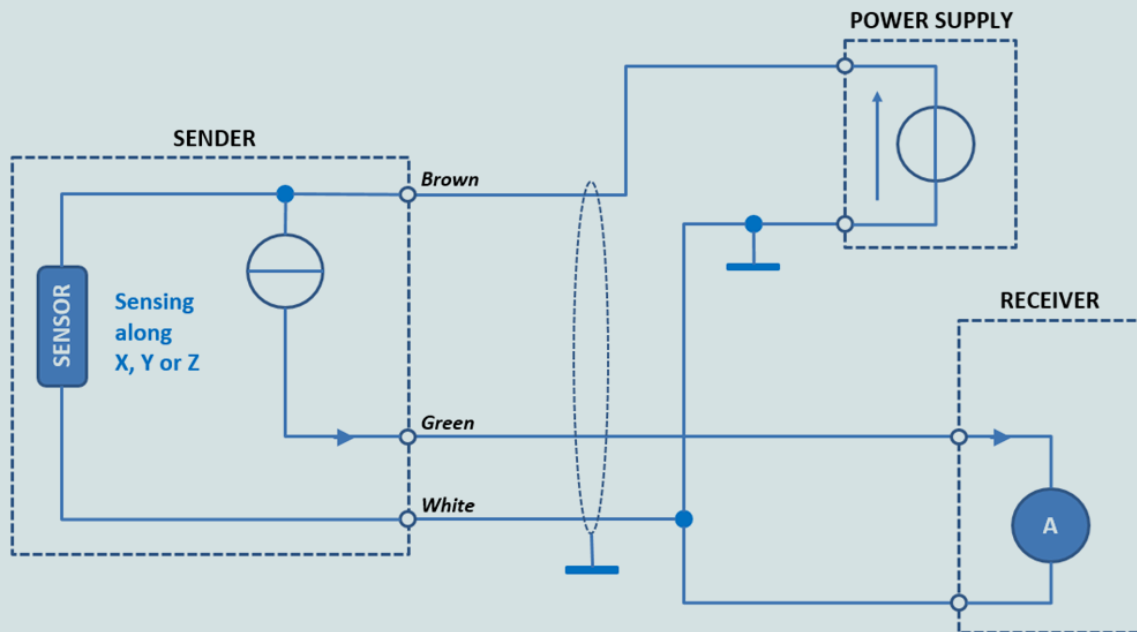 POWER SUPPLY
SENDER
Brown
SENSOR
Sensing
along
X, Y or Z
RECEIVER
Green
White
A